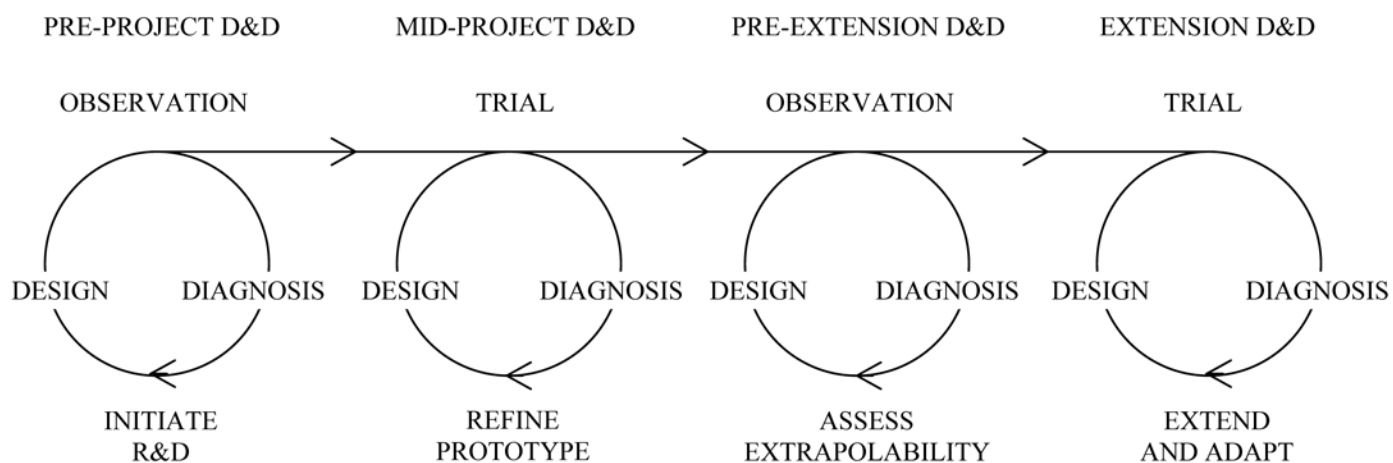 PRE-PROJECT D&D MID-PROJECT D&D PRE-EXTENSION D&D EXTENSION D&D
OBSERVATION TRIAL OBSERVATION TRIAL
DESIGN DIAGNOSIS DESIGN DIAGNOSIS DESIGN DIAGNOSIS DESIGN DIAGNOSIS
INITIATE REFINE ASSESS EXTEND
R&D PROTOTYPE EXTRAPOLABILITY AND ADAPT